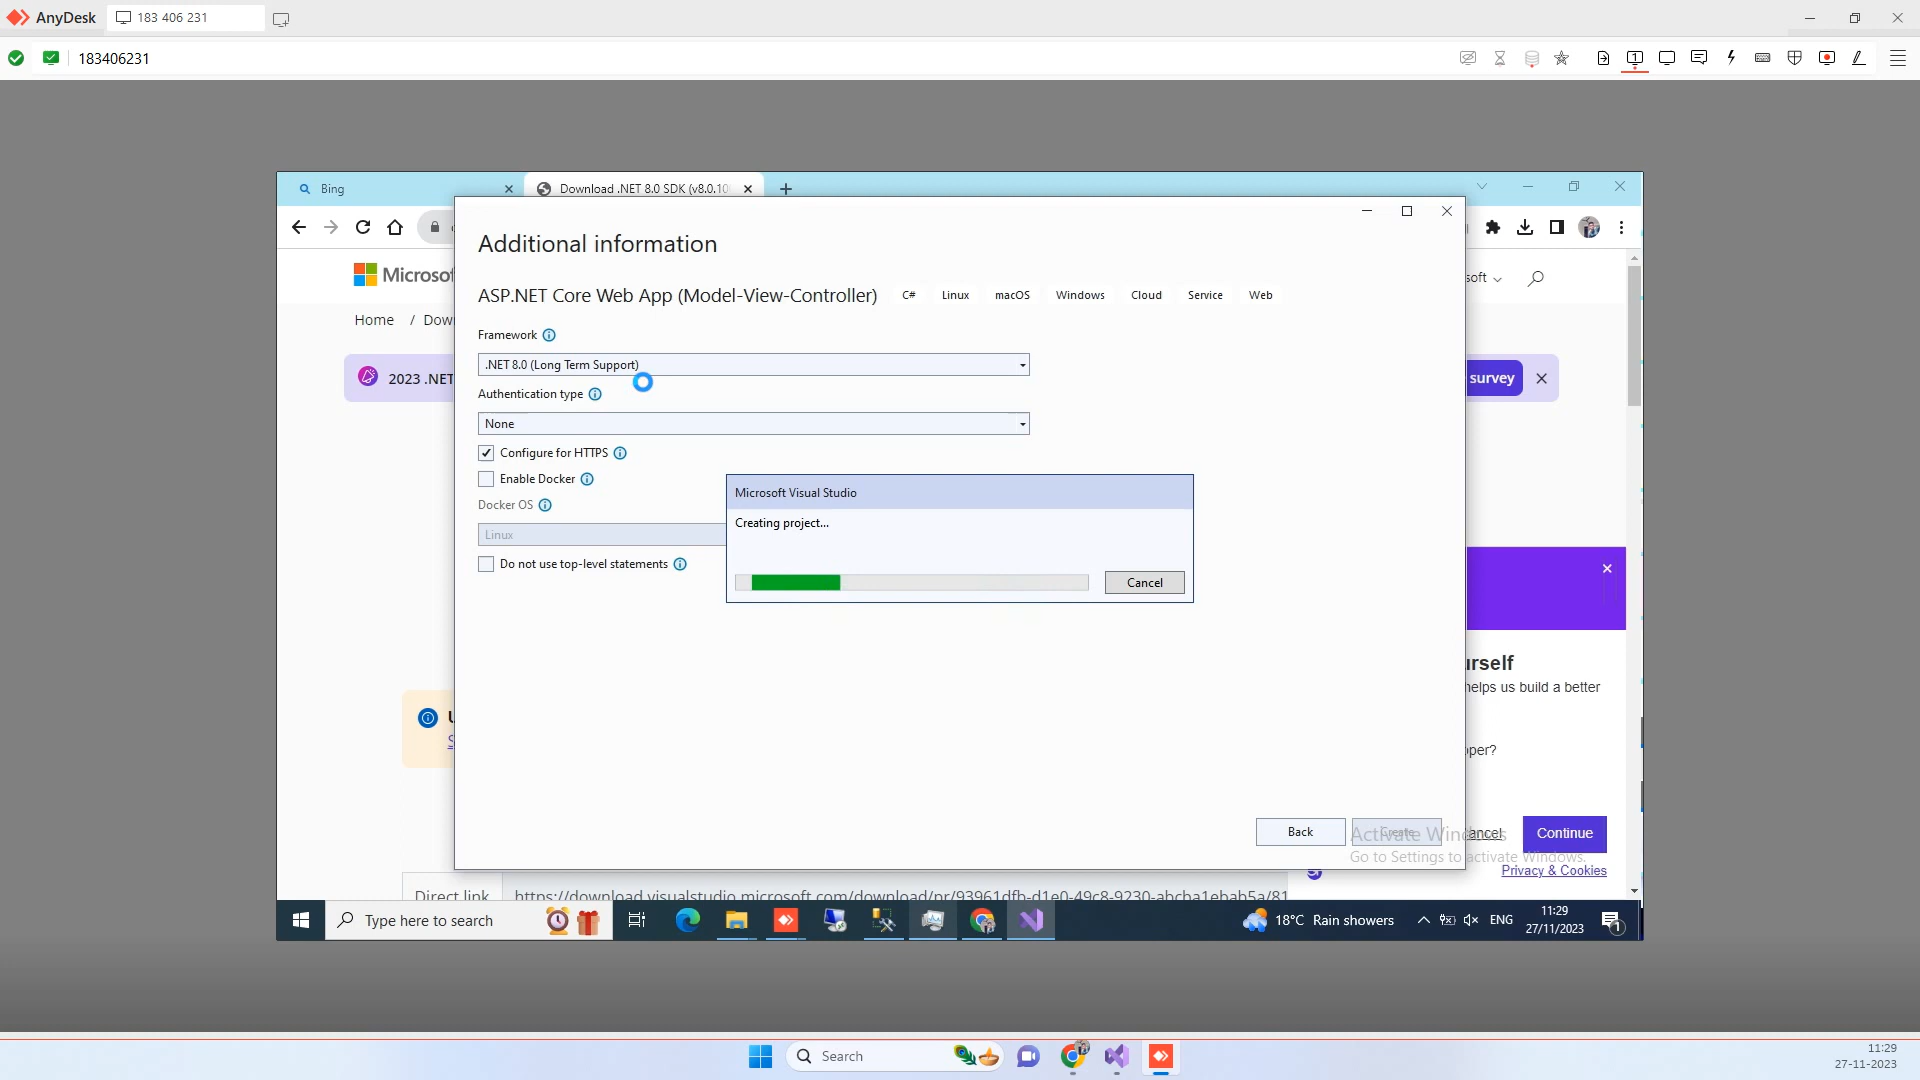 AnyDesk
183 406 231
183406231
Bing
Download .NET 8.0 SDK (v8.0.10
Microsof
soft
Home / Dow
2023 .NET
survey
Additional information
ASP.NET Core Web App (Model-View-Controller) C# Linux macOS Windows Cloud Service Web
Framework
.NET 8.0 (Long Term Support)
Authentication type
None
Configure for HTTPS
Enable Docker
Docker OS
Linux
Do not use top-level statements
Microsoft Visual Studio
Creating project...
Cancel
urself
helps us build a better
oper?
Back
Create
ancel
Continue
Activate Windows
Go to Settings to activate Windows.
Privacy & Cookies
Direct link
https://download.visualstudio.microsoft.com/download/pr/93961dfb-d1e0-49c8-9230-abcba1ebab5a/81
Type here to search
18°C Rain showers
ENG
11:29
27/11/2023
1
Search
11:29
27-11-2023